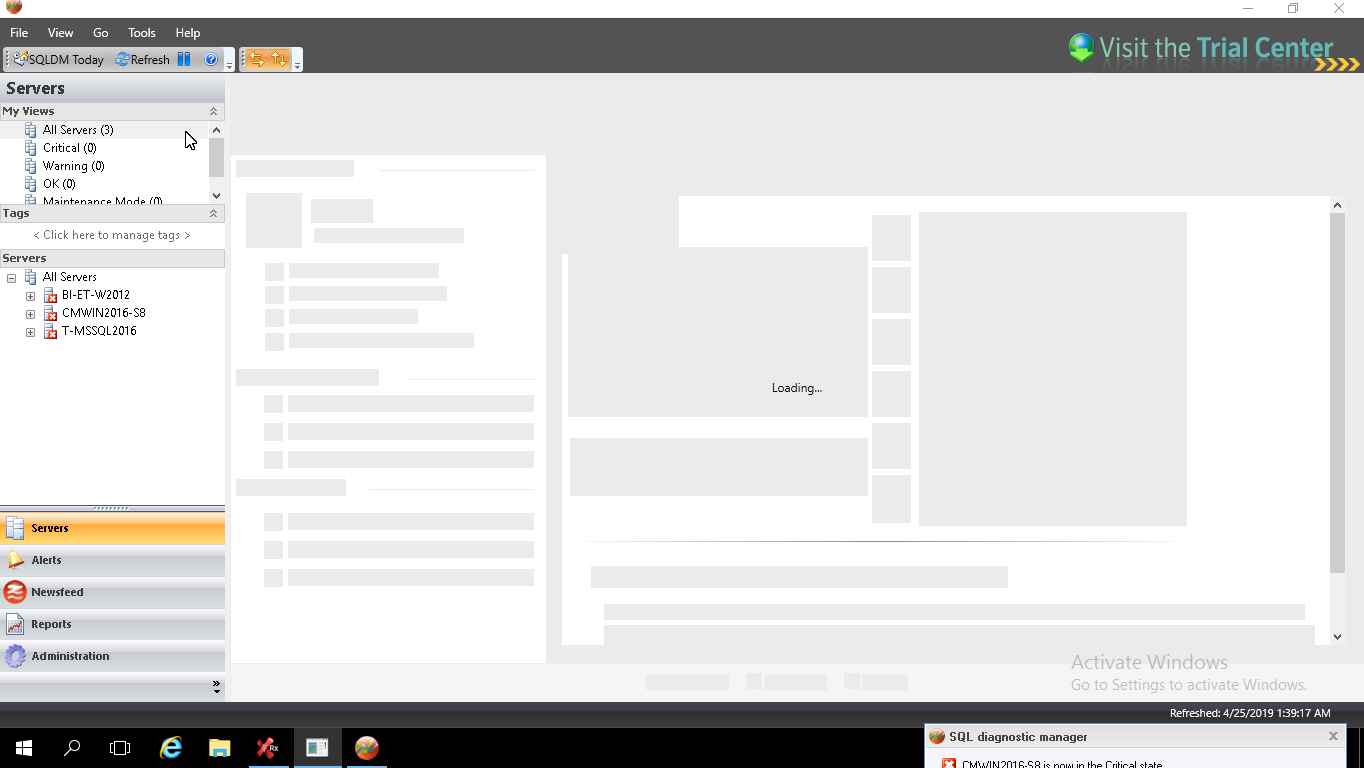 File View Go Tools Help
Visit the Trial Center
SQLDM Today Refresh
Servers
My Views
All Servers (3)
Critical (0)
Warning (0)
OK (0)
Maintenance Mode (0)
Tags
< Click here to manage tags >
Servers
All Servers
BI-ET-W2012
CMWIN2016-S8
T-MSSQL2016
Loading...
Servers
Alerts
Newsfeed
Reports
Administration
Activate Windows
Go to Settings to activate Windows.
Refreshed: 4/25/2019 1:39:17 AM
Rx
SQL diagnostic manager
CMWIN2016-S8 is now in the Critical state